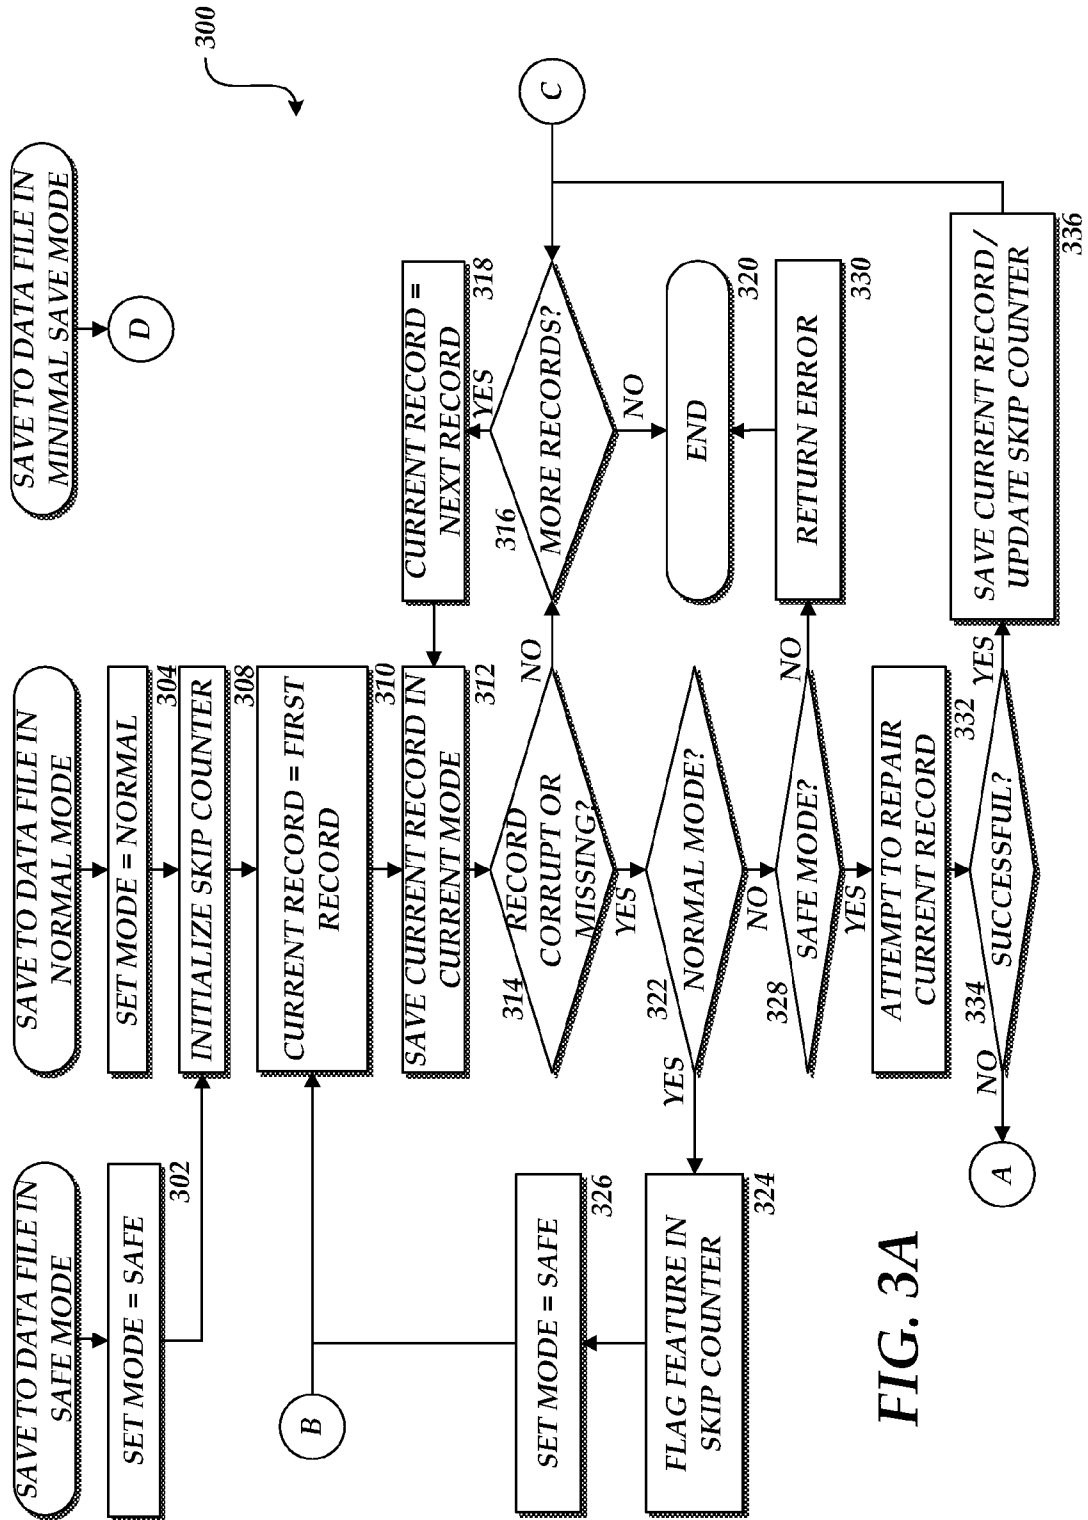 SAVE TO DATA FILE IN
SAFE MODE
SET MODE = SAFE
302
SAVE TO DATA FILE IN
NORMAL MODE
SET MODE = NORMAL
304
INITIALIZE SKIP COUNTER
308
SAVE TO DATA FILE IN
MINIMAL SAVE MODE
D
300
B
CURRENT RECORD = FIRST
RECORD
310
SAVE CURRENT RECORD IN
CURRENT MODE
312
CURRENT RECORD =
NEXT RECORD
318
YES
314
RECORD
CORRUPT OR
MISSING?
NO
YES
316
MORE RECORDS?
NO
C
SET MODE = SAFE
326
FLAG FEATURE IN
SKIP COUNTER
324
YES
322
NORMAL MODE?
NO
END
320
328
SAFE MODE?
NO
YES
RETURN ERROR
330
ATTEMPT TO REPAIR
CURRENT RECORD
332
A
NO
334
SUCCESSFUL?
YES
SAVE CURRENT RECORD/
UPDATE SKIP COUNTER
336
FIG. 3A